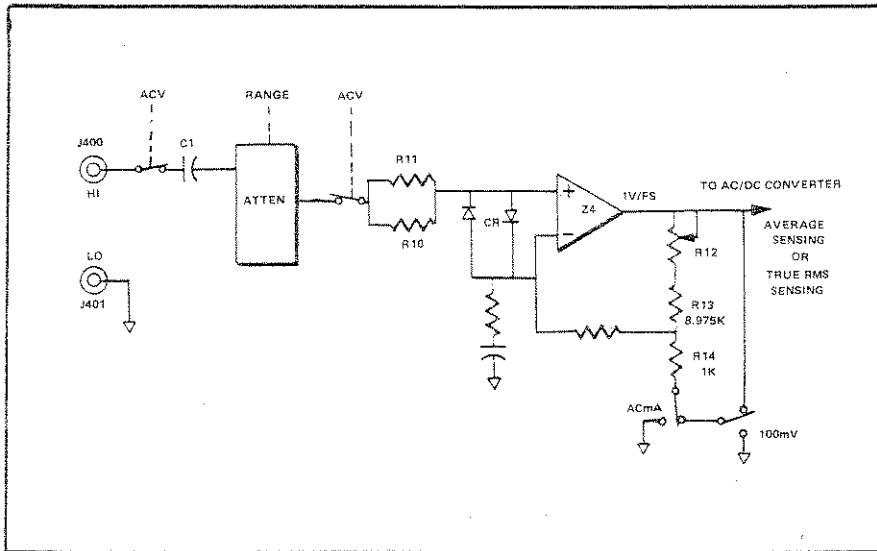 ACV
RANGE
ACV
J400
C1
HI
ATTEN
R11
R10
CR
+
Z4
−
1V/FS
TO AC/DC CONVERTER
AVERAGE
SENSING
OR
TRUE RMS
SENSING
R12
R13
8.975K
R14
1K
LO
J401
ACmA
100mV